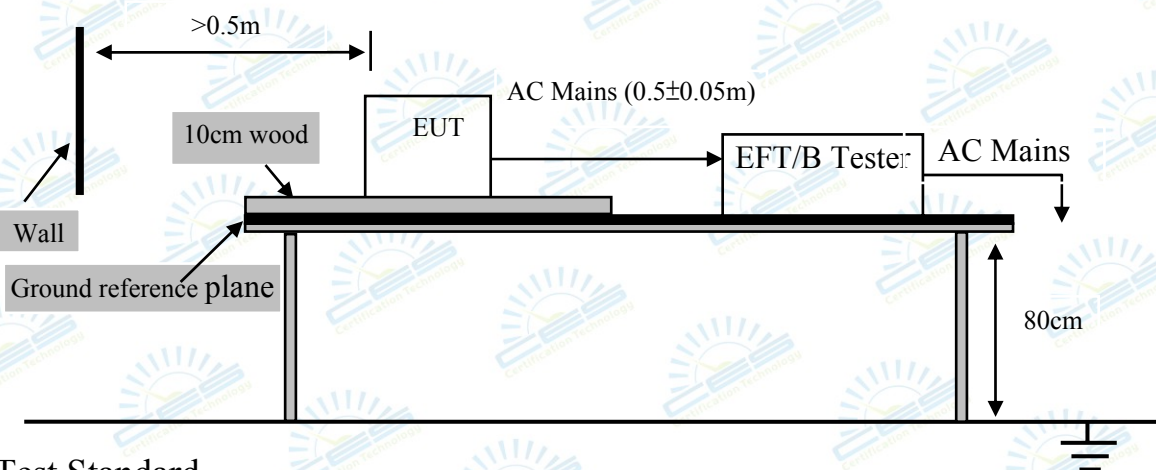 >0.5m
AC Mains (0.5±0.05m)
EUT
10cm wood
EFT/B Tester
AC Mains
Wall
Ground reference plane
80cm
Test Standard